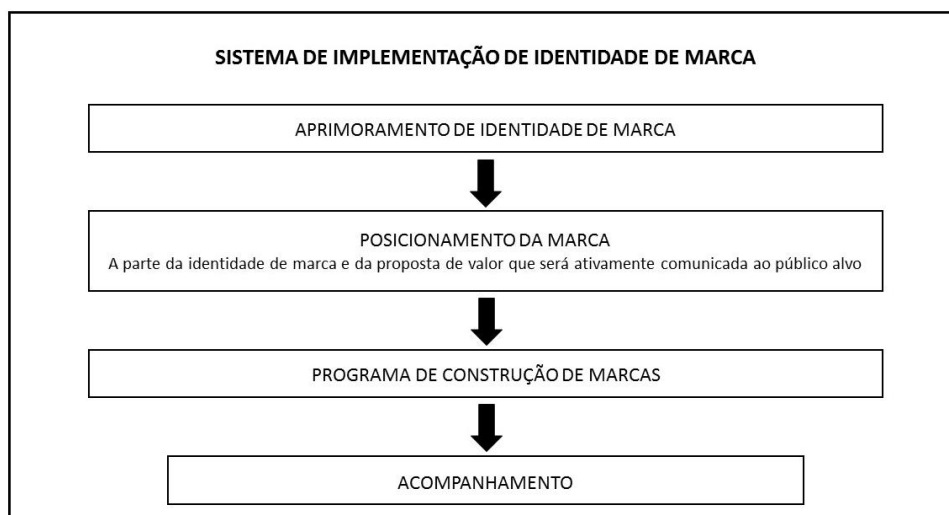 SISTEMA DE IMPLEMENTAÇÃO DE IDENTIDADE DE MARCA
APRIMORAMENTO DE IDENTIDADE DE MARCA
POSICIONAMENTO DA MARCA
A parte da identidade de marca e da proposta de valor que será ativamente comunicada ao público alvo
PROGRAMA DE CONSTRUÇÃO DE MARCAS
ACOMPANHAMENTO